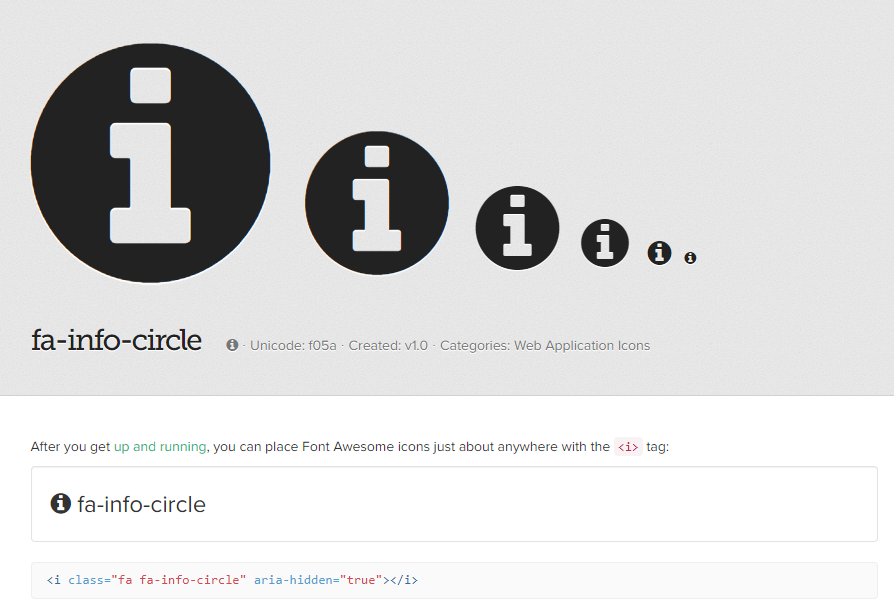 fa-info-circle · Unicode: f05a · Created: v1.0 · Categories: Web Application Icons
After you get up and running, you can place Font Awesome icons just about anywhere with the <i> tag:
fa-info-circle
<i class="fa fa-info-circle" aria-hidden="true"></i>